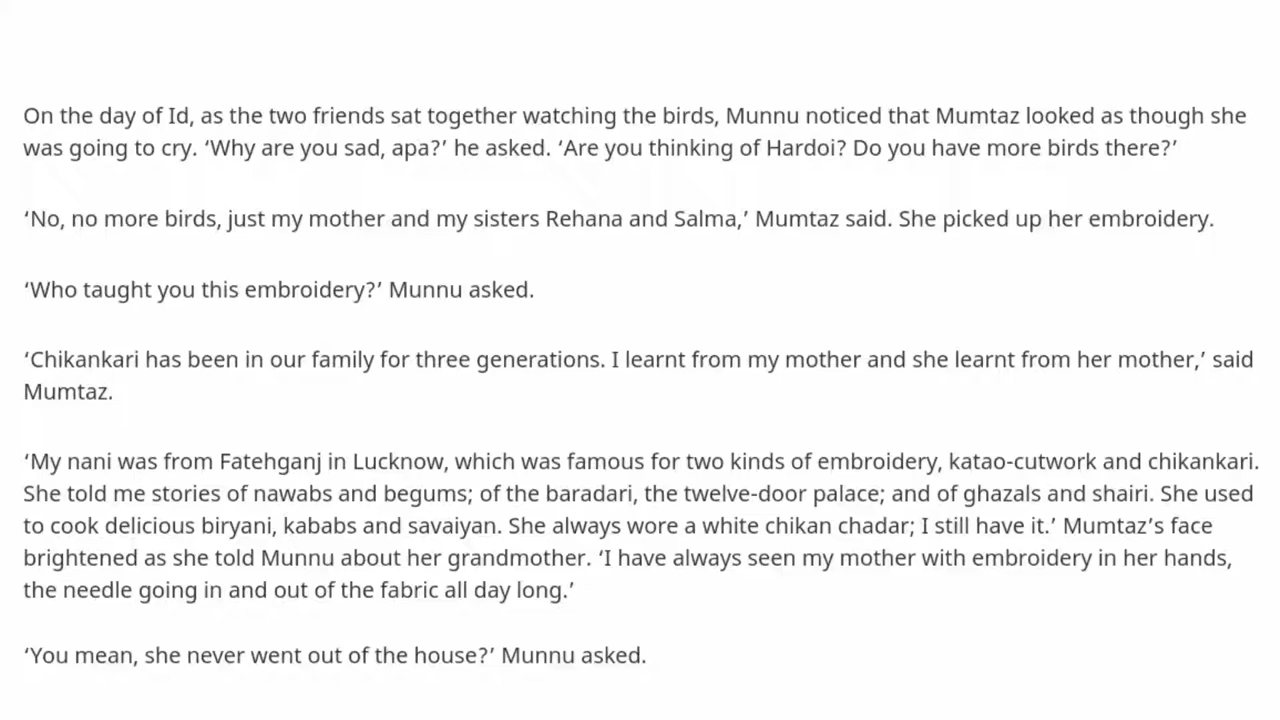 On the day of Id, as the two friends sat together watching the birds, Munnu noticed that Mumtaz looked as though she
was going to cry. ‘Why are you sad, apa?’ he asked. ‘Are you thinking of Hardoi? Do you have more birds there?’
‘No, no more birds, just my mother and my sisters Rehana and Salma,’ Mumtaz said. She picked up her embroidery.
‘Who taught you this embroidery?’ Munnu asked.
‘Chikankari has been in our family for three generations. I learnt from my mother and she learnt from her mother,’ said
Mumtaz.
‘My nani was from Fatehganj in Lucknow, which was famous for two kinds of embroidery, katao-cutwork and chikankari.
She told me stories of nawabs and begums; of the baradari, the twelve-door palace; and of ghazals and shairi. She used
to cook delicious biryani, kababs and savaiyan. She always wore a white chikan chadar; I still have it.’ Mumtaz’s face
brightened as she told Munnu about her grandmother. ‘I have always seen my mother with embroidery in her hands,
the needle going in and out of the fabric all day long.’
‘You mean, she never went out of the house?’ Munnu asked.